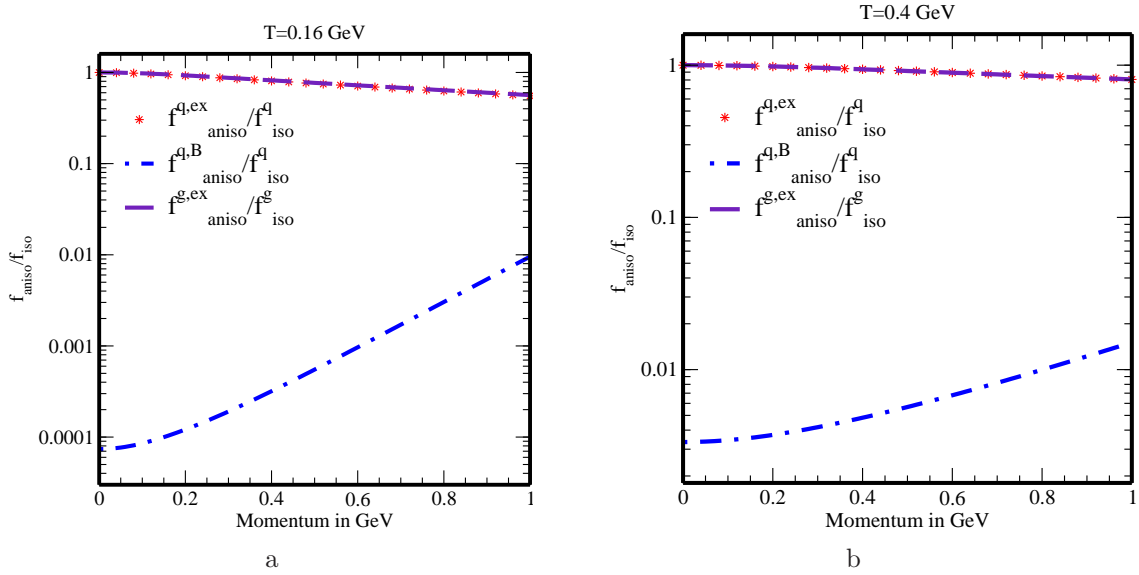 T=0.16 GeV
f_aniso/f_iso
1
0.1
0.01
0.001
0.0001
f^q,ex_aniso/f^q_iso
f^q,B_aniso/f^q_iso
f^g,ex_aniso/f^g_iso
0 0.2 0.4 0.6 0.8 1
Momentum in GeV
a
T=0.4 GeV
f_aniso/f_iso
1
0.1
0.01
f^q,ex_aniso/f^q_iso
f^q,B_aniso/f^q_iso
f^g,ex_aniso/f^g_iso
0 0.2 0.4 0.6 0.8 1
Momentum in GeV
b